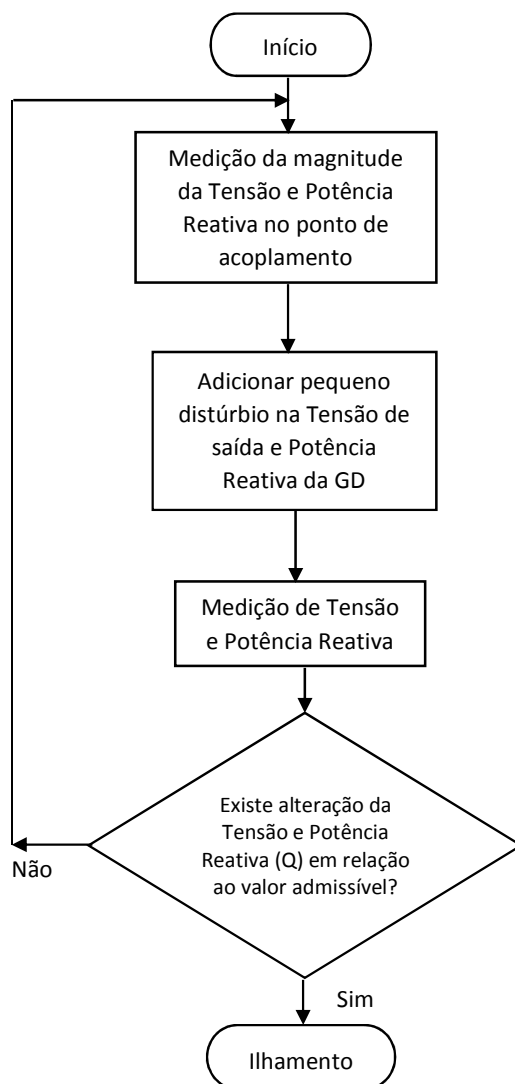 Início
Medição da magnitude
da Tensão e Potência
Reativa no ponto de
acoplamento
Adicionar pequeno
distúrbio na Tensão de
saída e Potência
Reativa da GD
Medição de Tensão
e Potência Reativa
Existe alteração da
Tensão e Potência
Reativa (Q) em relação
ao valor admissível?
Não
Sim
Ilhamento